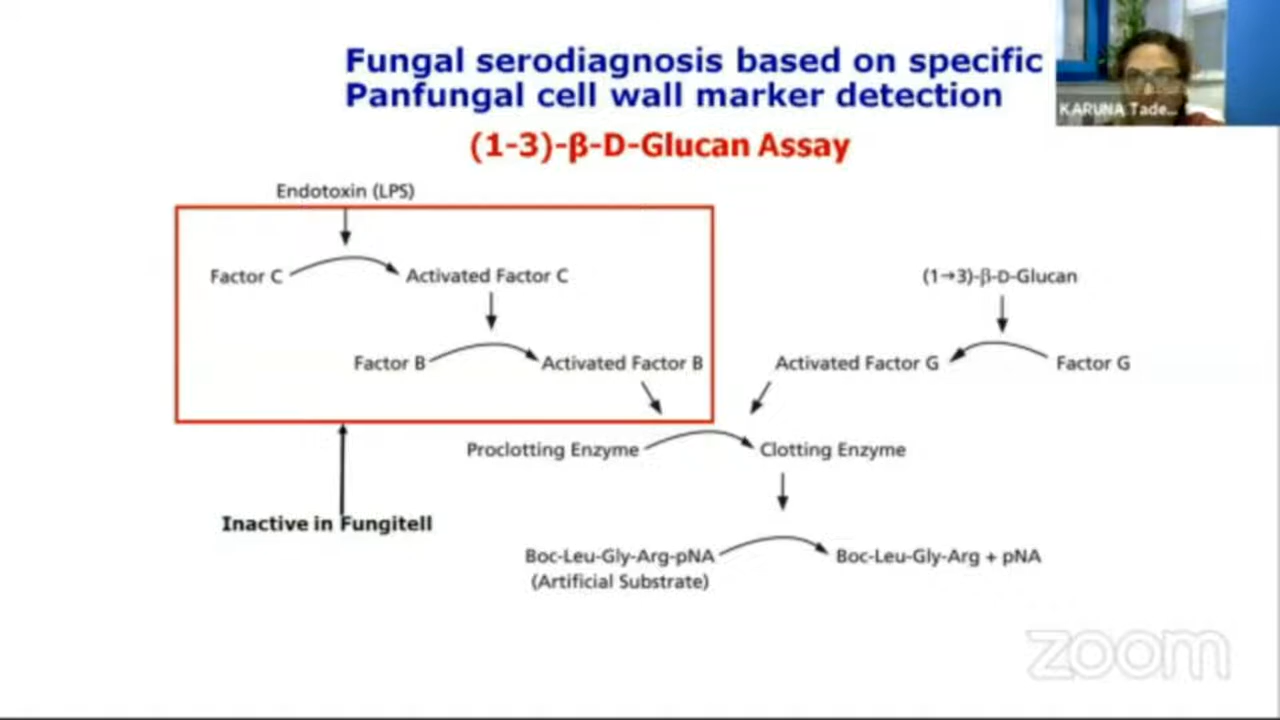 Fungal serodiagnosis based on specific
Panfungal cell wall marker detection
KARUNA Tade...
(1-3)-β-D-Glucan Assay
Endotoxin (LPS)
Factor C
Activated Factor C
(1→3)-β-D-Glucan
Factor B
Activated Factor B
Activated Factor G
Factor G
Proclotting Enzyme
Clotting Enzyme
Inactive in Fungitell
Boc-Leu-Gly-Arg-pNA
Boc-Leu-Gly-Arg + pNA
(Artificial Substrate)
zoom